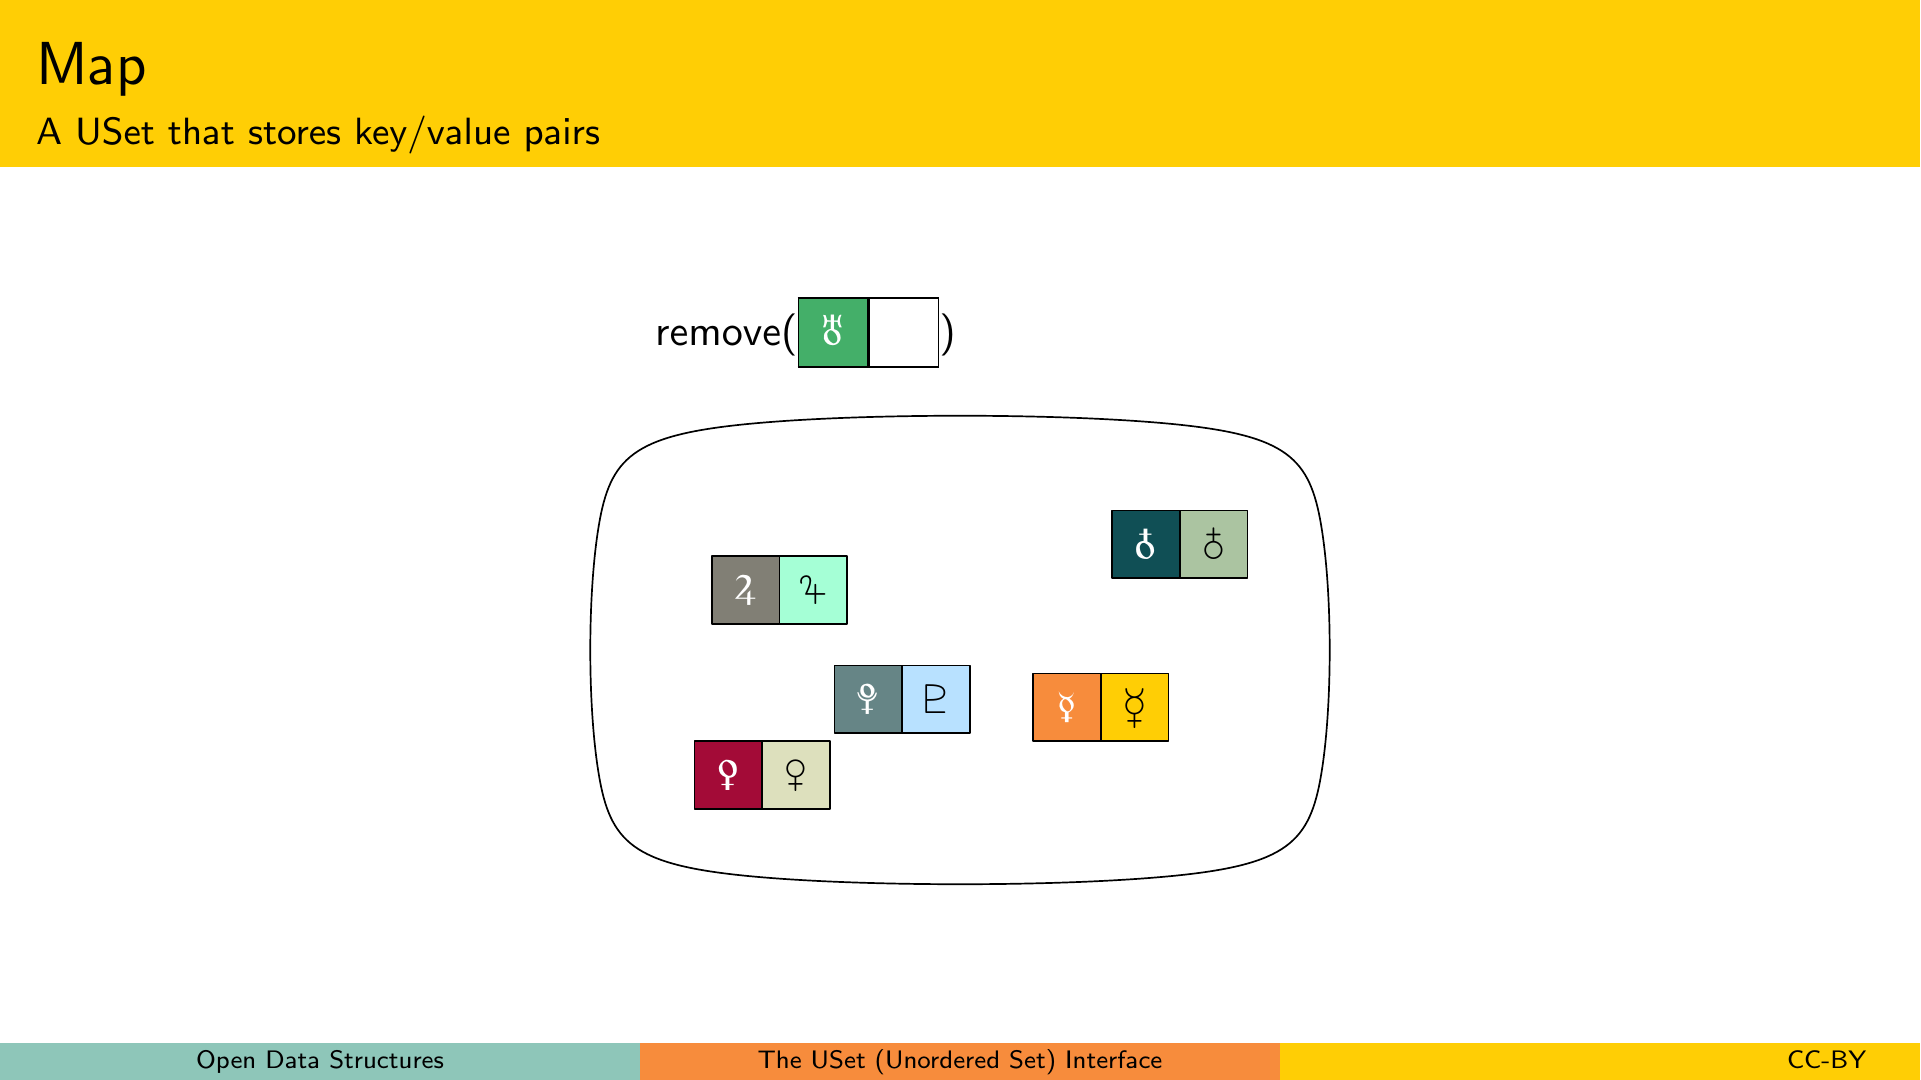 Map
A USet that stores key/value pairs
remove(♅ )
♁ ♁
♃ ♃
⚴ ♇
☿ ☿
♀ ♀
Open Data Structures
The USet (Unordered Set) Interface
CC-BY